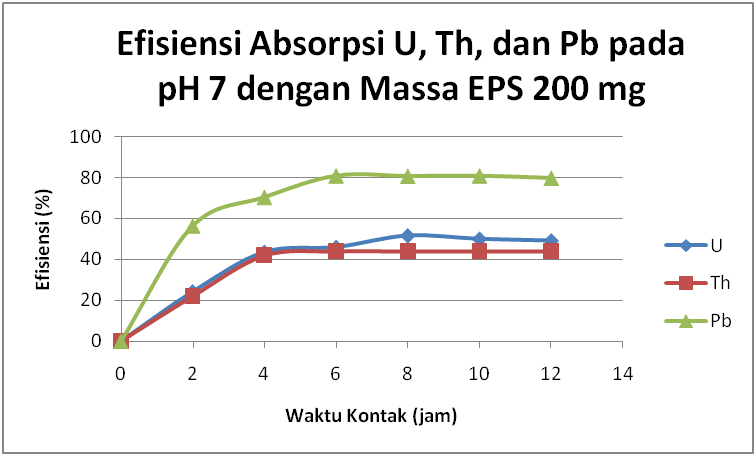 Efisiensi Absorpsi U, Th, dan Pb pada
pH 7 dengan Massa EPS 200 mg
100
80
60
40
20
0
Efisiensi (%)
0 2 4 6 8 10 12 14
Waktu Kontak (jam)
U
Th
Pb